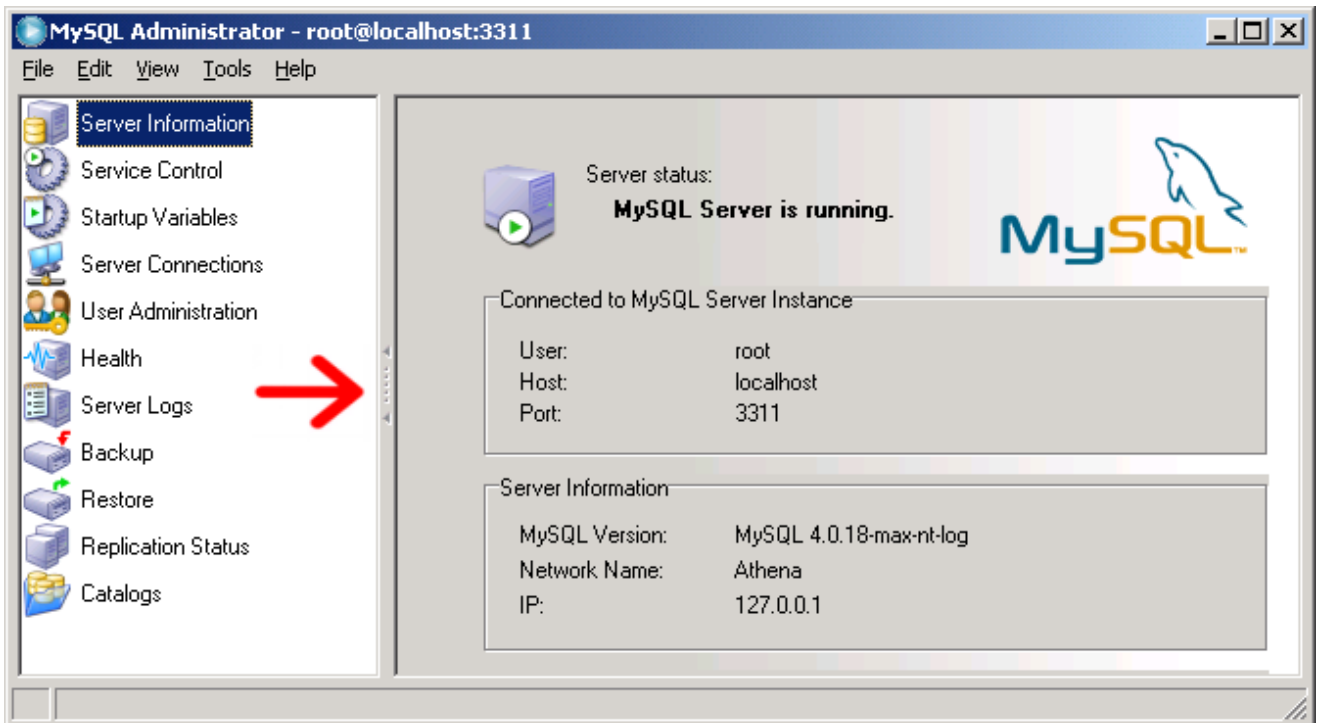 MySQL Administrator - root@localhost:3311
File Edit View Tools Help
Server Information
Service Control
Startup Variables
Server Connections
User Administration
Health
Server Logs
Backup
Restore
Replication Status
Catalogs
Server status:
MySQL Server is running.
MySQL™
Connected to MySQL Server Instance
User: root
Host: localhost
Port: 3311
Server Information
MySQL Version: MySQL 4.0.18-max-nt-log
Network Name: Athena
IP: 127.0.0.1